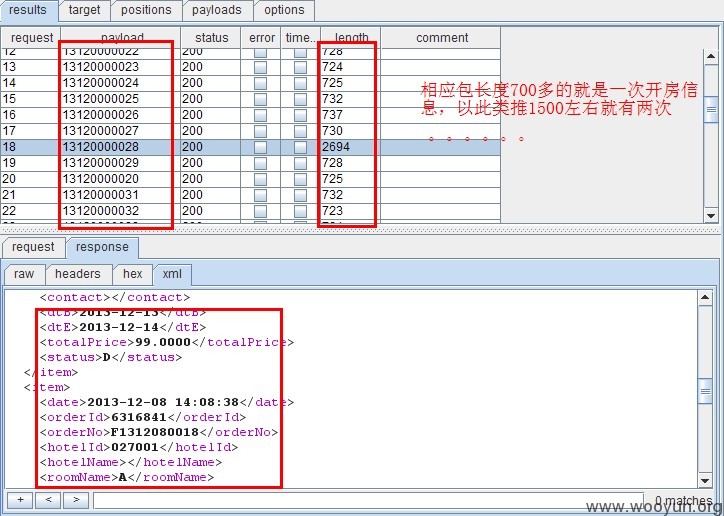 results target positions payloads options
request payload status error time... length comment
12 13120000022 200 728
13 13120000023 200 724
14 13120000024 200 725
15 13120000025 200 732
16 13120000026 200 737
17 13120000027 200 730
18 13120000028 200 2694
19 13120000029 200 728
20 13120000030 200 725
21 13120000031 200 732
22 13120000032 200 723
相应包长度700多的就是一次开房信
息，以此类推1500左右就有两次
。。。。。。
request response
raw headers hex xml
<contact></contact>
<dtB>2013-12-13</dtB>
<dtE>2013-12-14</dtE>
<totalPrice>99.0000</totalPrice>
<status>D</status>
</item>
<item>
<date>2013-12-08 14:08:38</date>
<orderId>6316841</orderId>
<orderNo>F1312080018</orderNo>
<hotelId>027001</hotelId>
<hotelName></hotelName>
<roomName>A</roomName>
+ < > 0 matches
www.wooyun.org